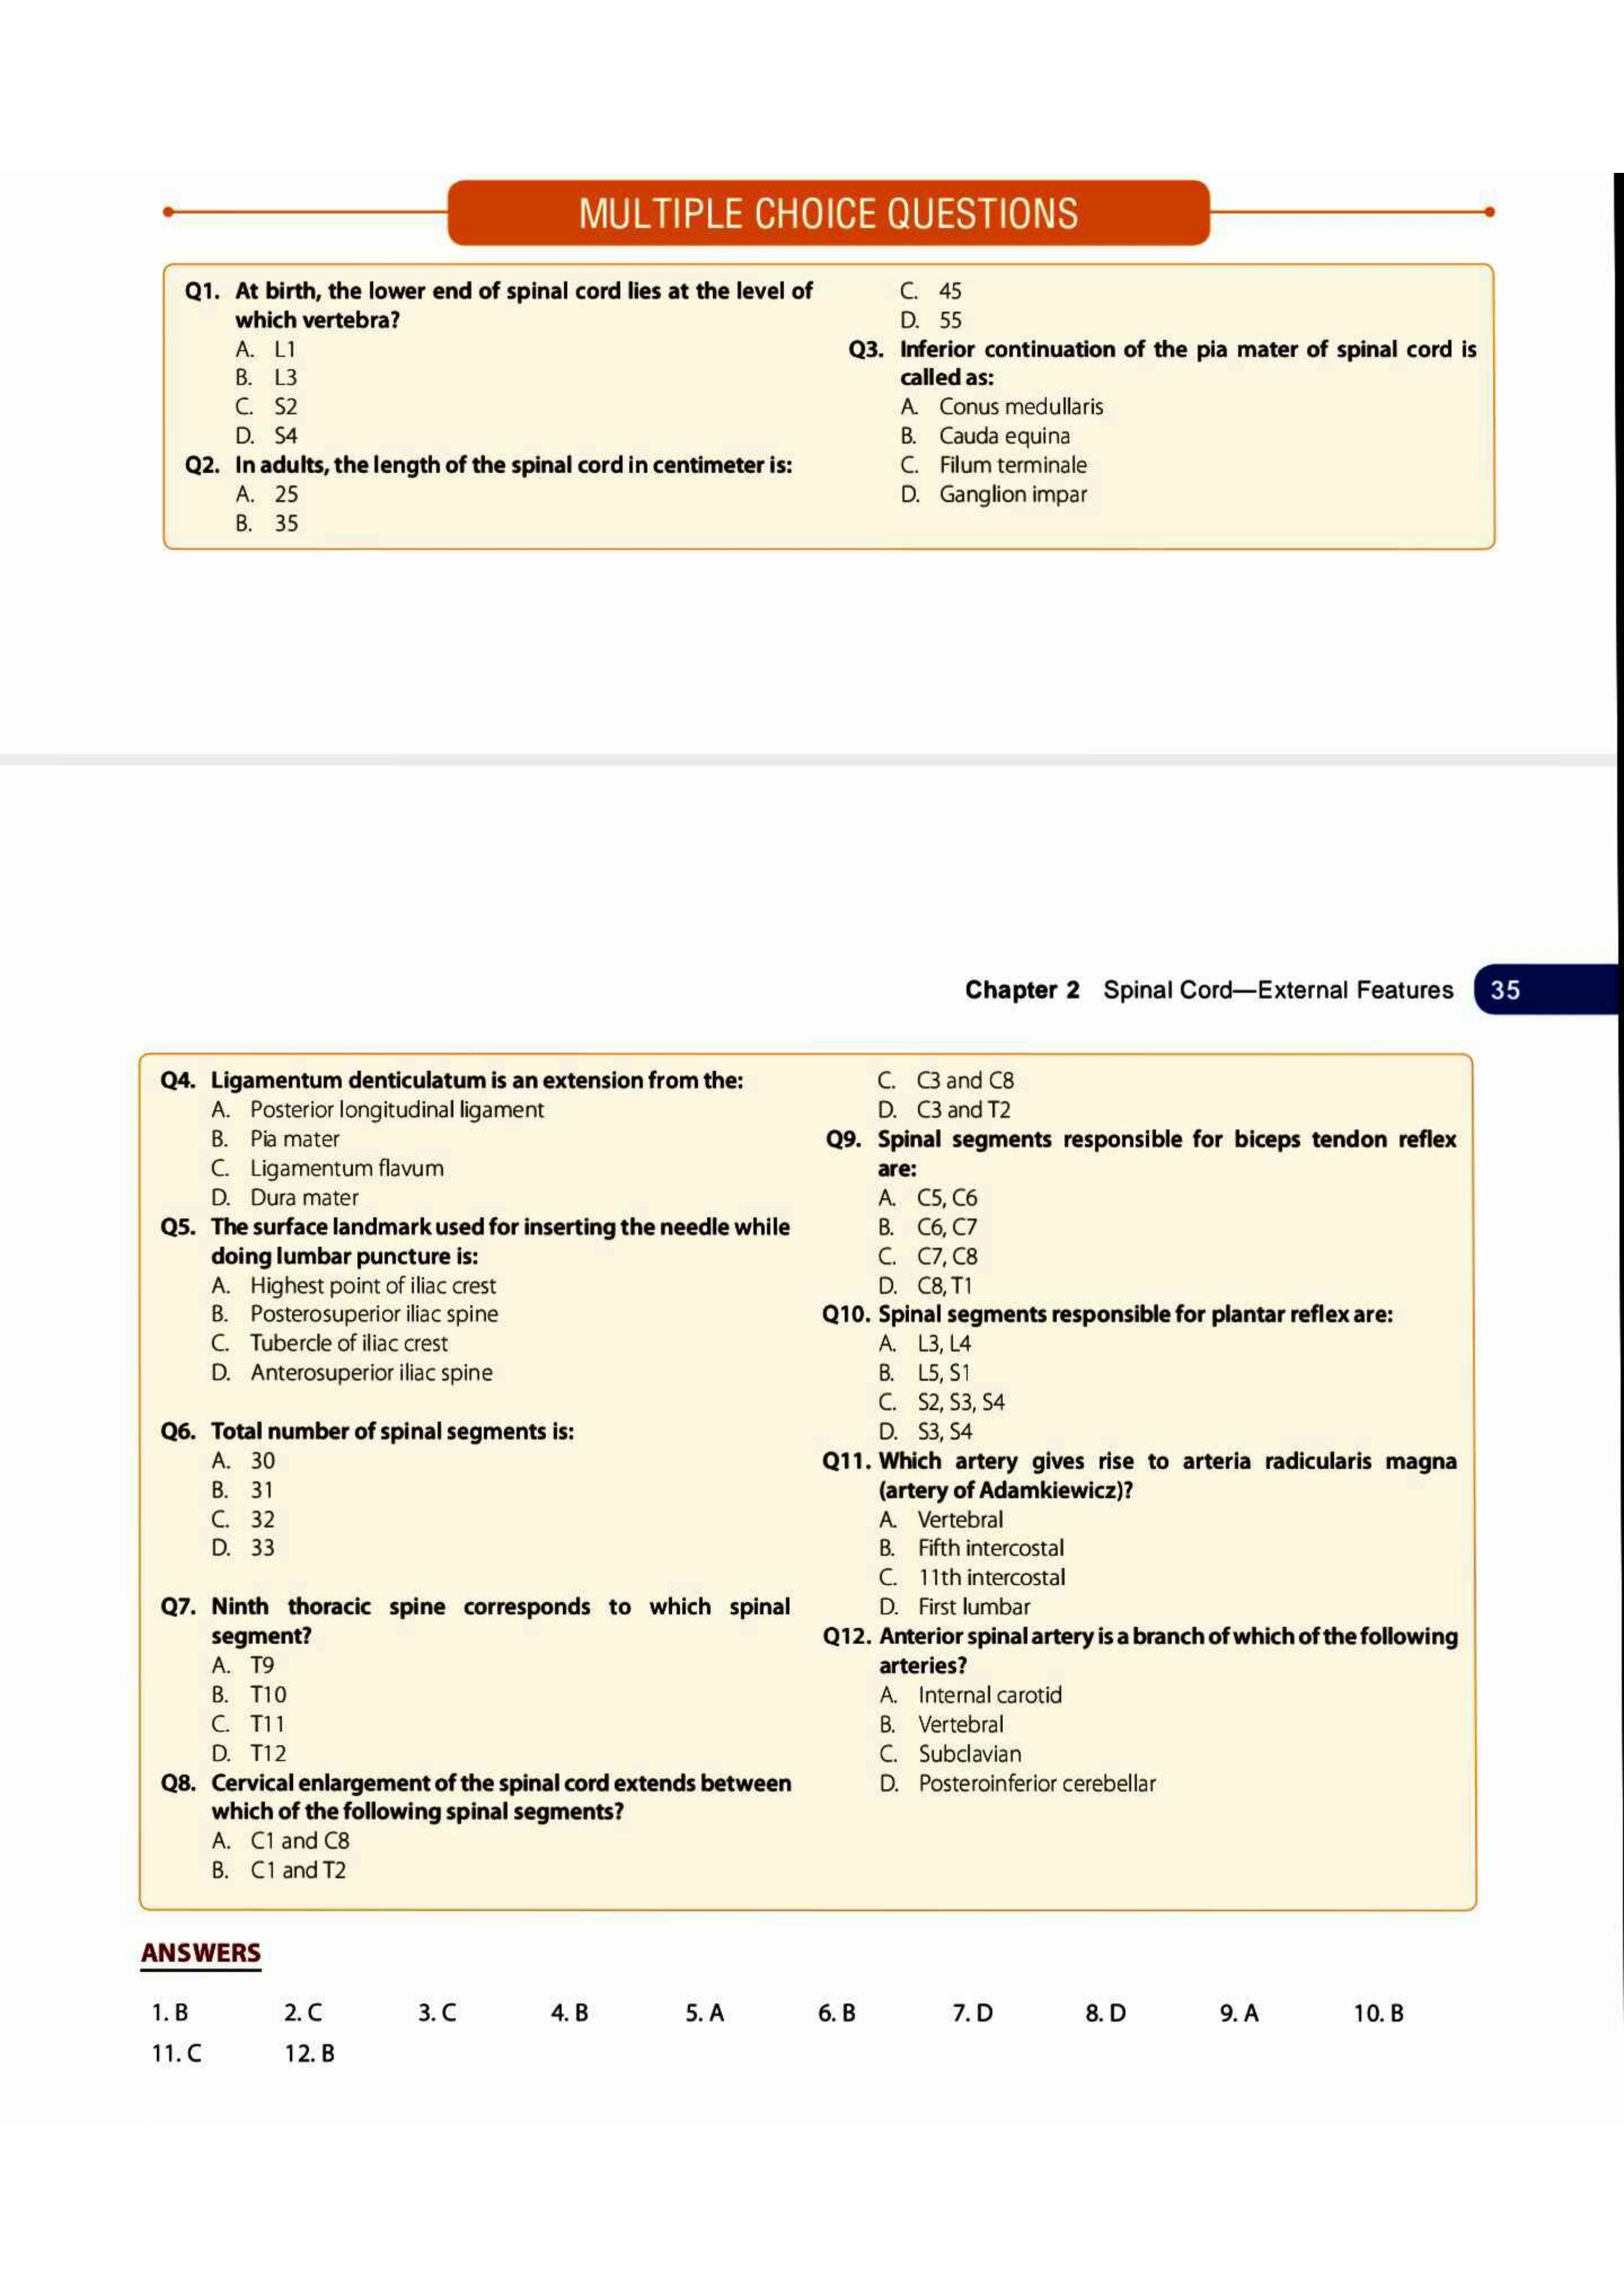 MULTIPLE CHOICE QUESTIONS
Q1. At birth, the lower end of spinal cord lies at the level of
which vertebra?
A. L1
B. L3
C. S2
D. S4
Q2. In adults, the length of the spinal cord in centimeter is:
A. 25
B. 35
C. 45
D. 55
Q3. Inferior continuation of the pia mater of spinal cord is
called as:
A. Conus medullaris
B. Cauda equina
C. Filum terminale
D. Ganglion impar
Chapter 2 Spinal Cord—External Features 35
Q4. Ligamentum denticulatum is an extension from the:
A. Posterior longitudinal ligament
B. Pia mater
C. Ligamentum flavum
D. Dura mater
Q5. The surface landmark used for inserting the needle while
doing lumbar puncture is:
A. Highest point of iliac crest
B. Posterosuperior iliac spine
C. Tubercle of iliac crest
D. Anterosuperior iliac spine
Q6. Total number of spinal segments is:
A. 30
B. 31
C. 32
D. 33
Q7. Ninth thoracic spine corresponds to which spinal
segment?
A. T9
B. T10
C. T11
D. T12
Q8. Cervical enlargement of the spinal cord extends between
which of the following spinal segments?
A. C1 and C8
B. C1 and T2
C. C3 and C8
D. C3 and T2
Q9. Spinal segments responsible for biceps tendon reflex
are:
A. C5, C6
B. C6, C7
C. C7, C8
D. C8, T1
Q10. Spinal segments responsible for plantar reflex are:
A. L3, L4
B. L5, S1
C. S2, S3, S4
D. S3, S4
Q11. Which artery gives rise to arteria radicularis magna
(artery of Adamkiewicz)?
A. Vertebral
B. Fifth intercostal
C. 11th intercostal
D. First lumbar
Q12. Anterior spinal artery is a branch of which of the following
arteries?
A. Internal carotid
B. Vertebral
C. Subclavian
D. Posteroinferior cerebellar
ANSWERS
1. B 2. C 3. C 4. B 5. A 6. B 7. D 8. D 9. A 10. B
11. C 12. B